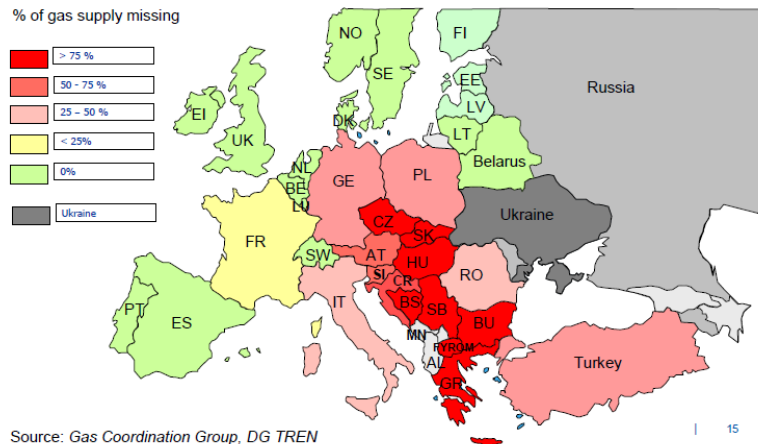 % of gas supply missing
> 75 %
50 - 75 %
25 – 50 %
< 25%
0%
Ukraine
NO
FI
SE
EE
Russia
LV
EI
DK
LT
UK
Belarus
NL
GE
PL
BE
LU
CZ
Ukraine
SK
FR
AT
HU
SW
SI
CR
RO
IT
BS
SB
PT
ES
MN
BU
FYROM
AL
Turkey
GR
Source: Gas Coordination Group, DG TREN
| 15